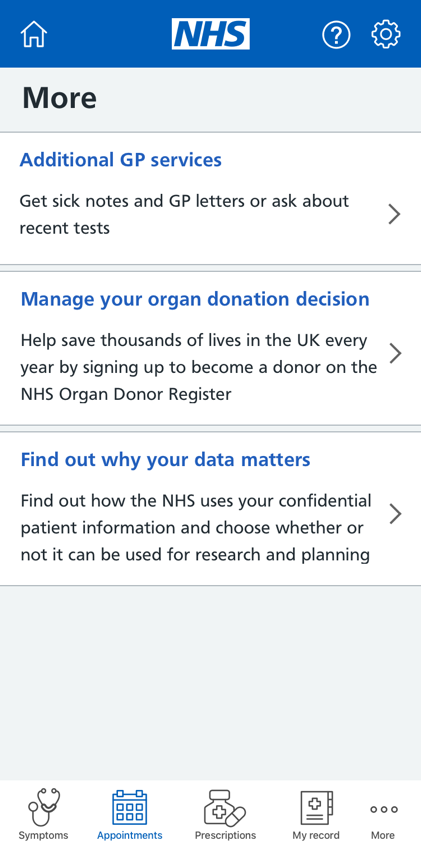 NHS
?
More
Additional GP services
Get sick notes and GP letters or ask about
recent tests
Manage your organ donation decision
Help save thousands of lives in the UK every
year by signing up to become a donor on the
NHS Organ Donor Register
Find out why your data matters
Find out how the NHS uses your confidential
patient information and choose whether or
not it can be used for research and planning
Symptoms
Appointments
Prescriptions
My record
More